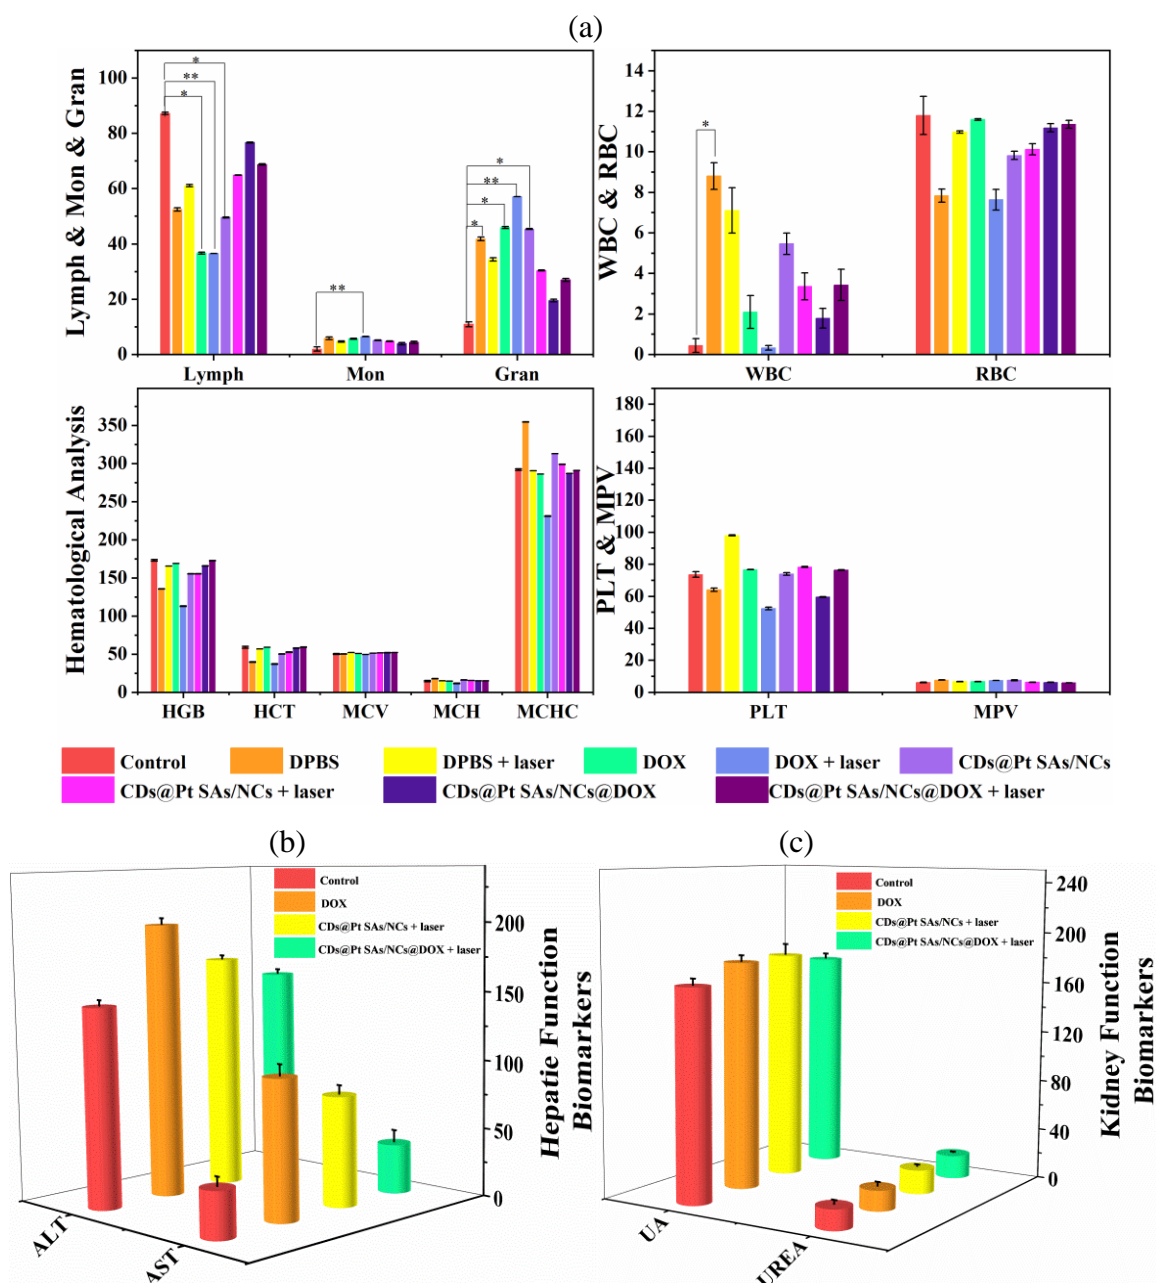 (a)
Lymph & Mon & Gran
100
80
60
40
20
0
*
**
*
**
*
**
*
*
Lymph Mon Gran
WBC & RBC
14
12
10
8
6
4
2
0
*
WBC RBC
Hematological Analysis
350
300
250
200
150
100
50
0
HGB HCT MCV MCH MCHC
PLT & MPV
180
160
140
120
100
80
60
40
20
0
PLT MPV
Control DPBS DPBS + laser DOX DOX + laser CDs@Pt SAs/NCs
CDs@Pt SAs/NCs + laser CDs@Pt SAs/NCs@DOX CDs@Pt SAs/NCs@DOX + laser
(b)
Control
DOX
CDs@Pt SAs/NCs + laser
CDs@Pt SAs/NCs@DOX + laser
200
150
100
50
0
Hepatic Function
Biomarkers
ALT
AST
(c)
Control
DOX
CDs@Pt SAs/NCs + laser
CDs@Pt SAs/NCs@DOX + laser
240
200
160
120
80
40
0
Kidney Function
Biomarkers
UA
UREA